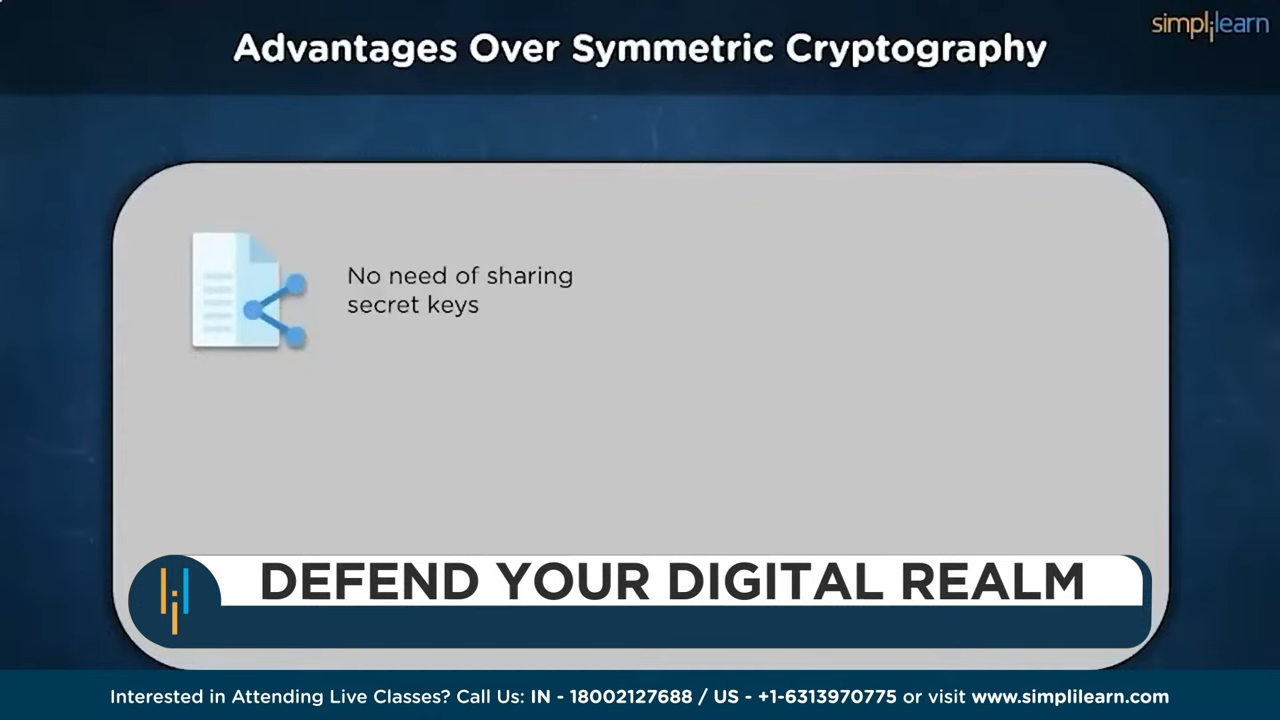 Advantages Over Symmetric Cryptography
simplilearn
No need of sharing
secret keys
DEFEND YOUR DIGITAL REALM
Interested in Attending Live Classes? Call Us: IN - 18002127688 / US - +1-6313970775 or visit www.simplilearn.com